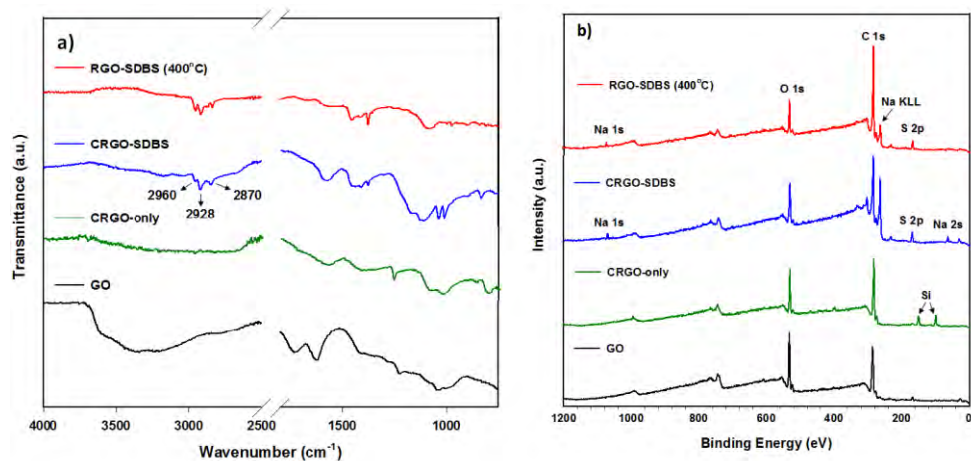 a)
RGO-SDBS (400°C)
CRGO-SDBS
2960
2928
2870
CRGO-only
GO
Transmittance (a.u.)
4000
3500
3000
2500
1500
1000
Wavenumber (cm⁻¹)
b)
C 1s
RGO-SDBS (400°C)
O 1s
Na KLL
Na 1s
S 2p
CRGO-SDBS
Na 1s
S 2p
Na 2s
CRGO-only
Si
GO
Intensity (a.u.)
1200
1000
800
600
400
200
0
Binding Energy (eV)